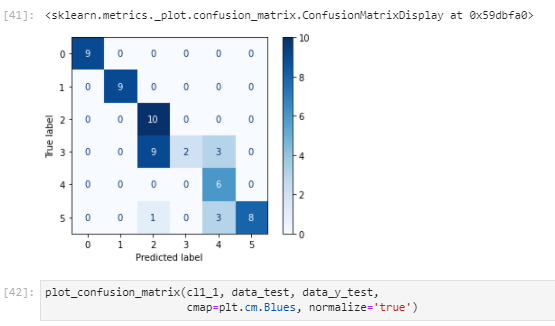 [41]: <sklearn.metrics._plot.confusion_matrix.ConfusionMatrixDisplay at 0x59dbfa0>
10
0 9 0 0 0 0 0
8
1 0 9 0 0 0 0
2 0 0 10 0 0 0
6
True label
3 0 0 9 2 3 0
4
4 0 0 0 0 6 0
2
5 0 0 1 0 3 8
0
0 1 2 3 4 5
Predicted label
[42]: plot_confusion_matrix(cl1_1, data_test, data_y_test,
cmap=plt.cm.Blues, normalize='true')